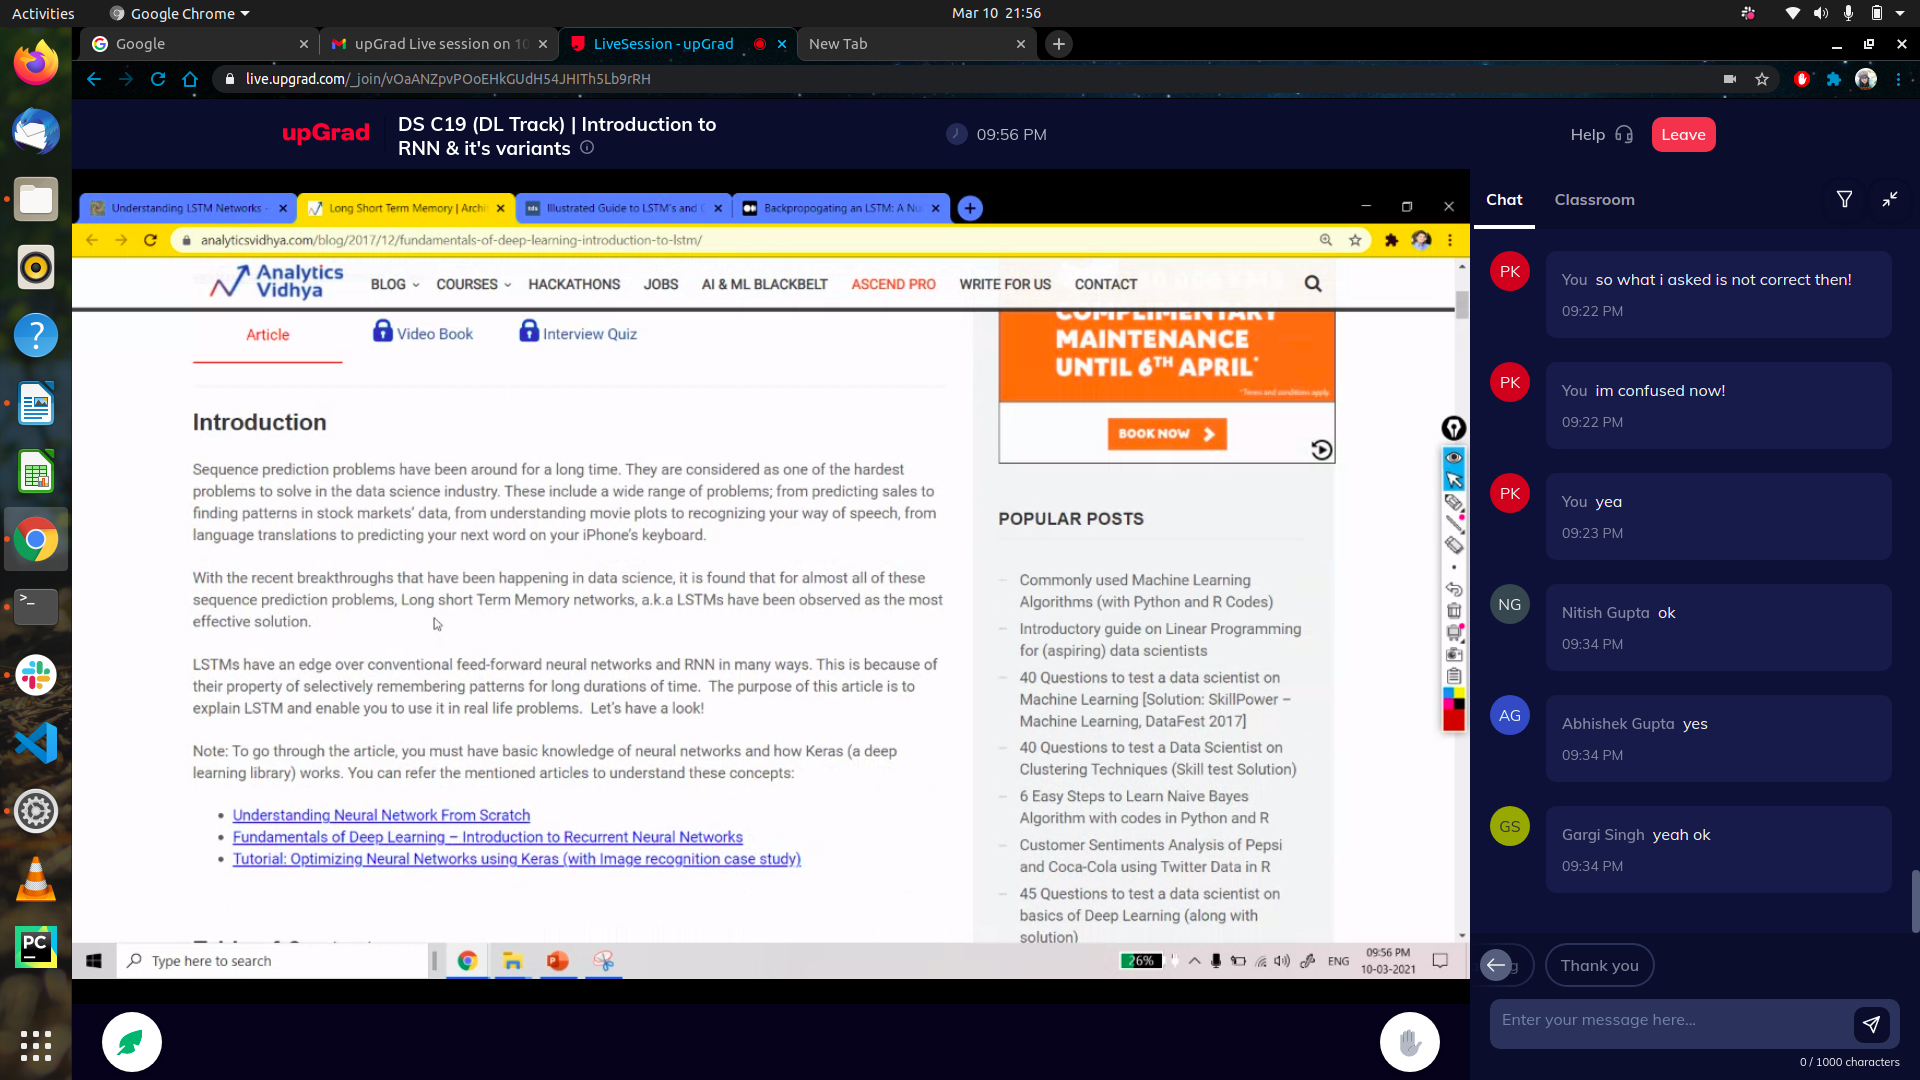 Activities
Google Chrome
Mar 10 21:56
Google
upGrad Live session on 10
LiveSession - upGrad
New Tab
live.upgrad.com/_join/vOaANZpvPOoEHkGUdH54JHITh5Lb9rRH
upGrad
DS C19 (DL Track) | Introduction to
RNN & it's variants
09:56 PM
Help
Leave
Understanding LSTM Networks -
Long Short Term Memory | Archi
Illustrated Guide to LSTM's and
Backpropogating an LSTM: A Nu
analyticsvidhya.com/blog/2017/12/fundamentals-of-deep-learning-introduction-to-lstm/
Analytics
Vidhya
BLOG
COURSES
HACKATHONS
JOBS
AI & ML BLACKBELT
ASCEND PRO
WRITE FOR US
CONTACT
Article
Video Book
Interview Quiz
Introduction
Sequence prediction problems have been around for a long time. They are considered as one of the hardest
problems to solve in the data science industry. These include a wide range of problems; from predicting sales to
finding patterns in stock markets' data, from understanding movie plots to recognizing your way of speech, from
language translations to predicting your next word on your iPhone's keyboard.
With the recent breakthroughs that have been happening in data science, it is found that for almost all of these
sequence prediction problems, Long short Term Memory networks, a.k.a LSTMs have been observed as the most
effective solution.
LSTMs have an edge over conventional feed-forward neural networks and RNN in many ways. This is because of
their property of selectively remembering patterns for long durations of time. The purpose of this article is to
explain LSTM and enable you to use it in real life problems. Let's have a look!
Note: To go through the article, you must have basic knowledge of neural networks and how Keras (a deep
learning library) works. You can refer the mentioned articles to understand these concepts:
Understanding Neural Network From Scratch
Fundamentals of Deep Learning – Introduction to Recurrent Neural Networks
Tutorial: Optimizing Neural Networks using Keras (with Image recognition case study)
COMPLIMENTARY
MAINTENANCE
UNTIL 6TH APRIL*
*Terms and conditions apply.
BOOK NOW
POPULAR POSTS
Commonly used Machine Learning
Algorithms (with Python and R Codes)
Introductory guide on Linear Programming
for (aspiring) data scientists
40 Questions to test a data scientist on
Machine Learning [Solution: SkillPower –
Machine Learning, DataFest 2017]
40 Questions to test a Data Scientist on
Clustering Techniques (Skill test Solution)
6 Easy Steps to Learn Naive Bayes
Algorithm with codes in Python and R
Customer Sentiments Analysis of Pepsi
and Coca-Cola using Twitter Data in R
45 Questions to test a data scientist on
basics of Deep Learning (along with
solution)
Type here to search
26%
ENG
09:56 PM
10-03-2021
Chat
Classroom
PK
You so what i asked is not correct then!
09:22 PM
PK
You im confused now!
09:22 PM
PK
You yea
09:23 PM
NG
Nitish Gupta ok
09:34 PM
AG
Abhishek Gupta yes
09:34 PM
GS
Gargi Singh yeah ok
09:34 PM
Thank you
Enter your message here...
0 / 1000 characters
PC